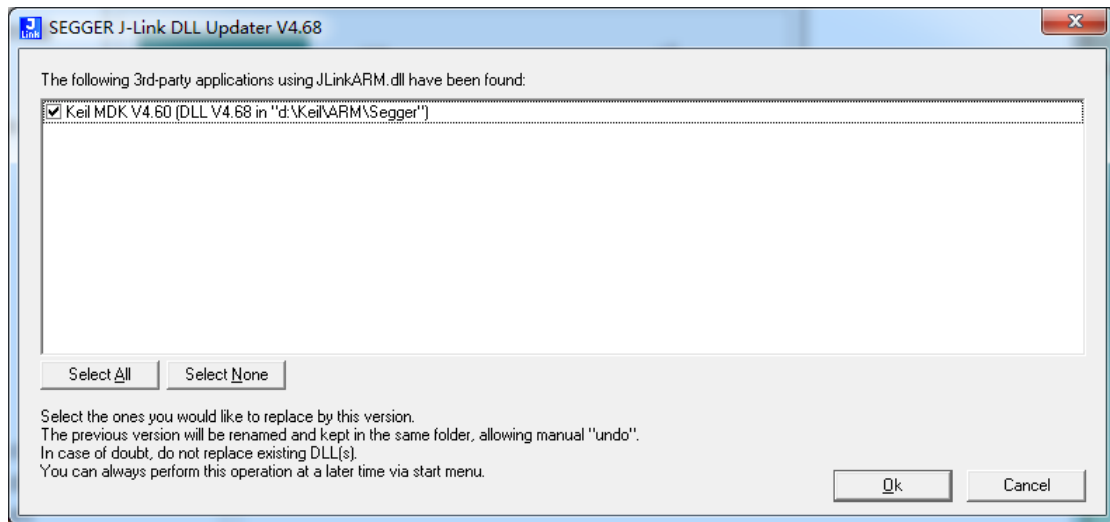 J Link
SEGGER J-Link DLL Updater V4.68
The following 3rd-party applications using JLinkARM.dll have been found:
Keil MDK V4.60 (DLL V4.68 in "d:\Keil\ARM\Segger")
Select All Select None
Select the ones you would like to replace by this version.
The previous version will be renamed and kept in the same folder, allowing manual "undo".
In case of doubt, do not replace existing DLL(s).
You can always perform this operation at a later time via start menu.
Ok Cancel